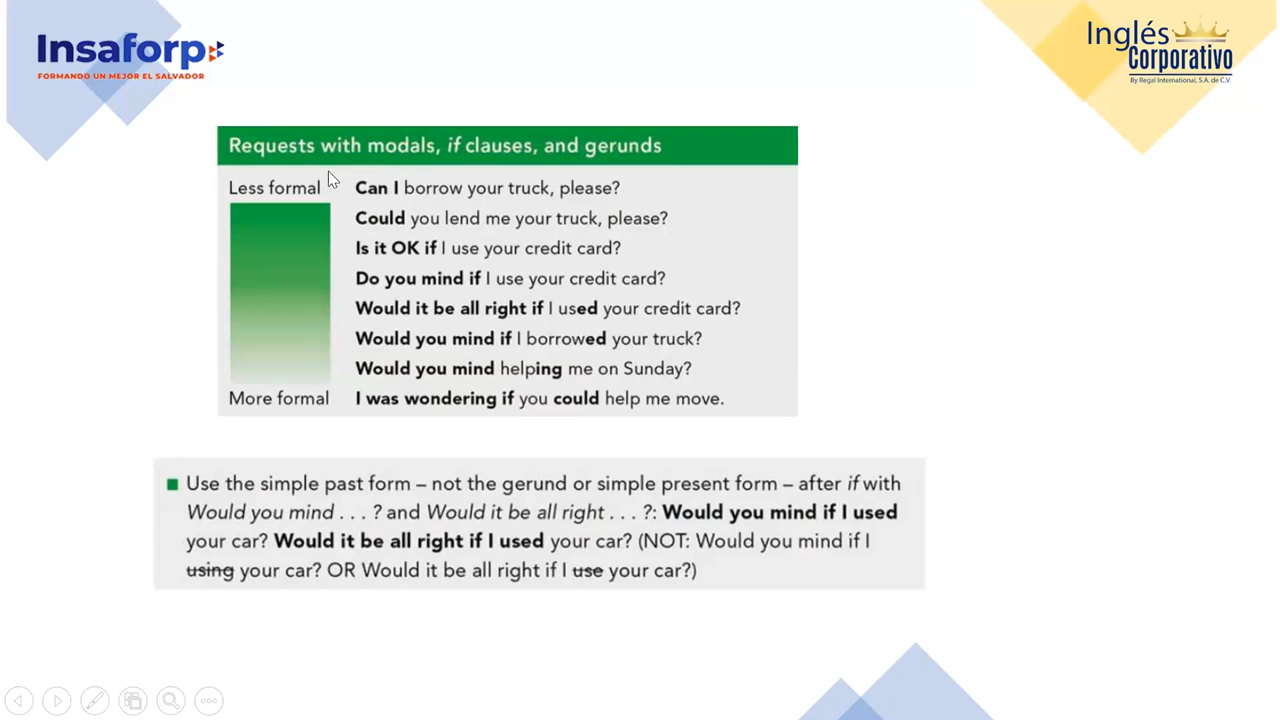 Insaforp
FORMANDO UN MEJOR EL SALVADOR
Inglés
Corporativo
By Regal International, S.A. de C.V.
Requests with modals, if clauses, and gerunds
Less formal
Can I borrow your truck, please?
Could you lend me your truck, please?
Is it OK if I use your credit card?
Do you mind if I use your credit card?
Would it be all right if I used your credit card?
Would you mind if I borrowed your truck?
Would you mind helping me on Sunday?
More formal
I was wondering if you could help me move.
Use the simple past form – not the gerund or simple present form – after if with
Would you mind . . . ? and Would it be all right . . . ?: Would you mind if I used
your car? Would it be all right if I used your car? (NOT: Would you mind if I
using your car? OR Would it be all right if I use your car?)